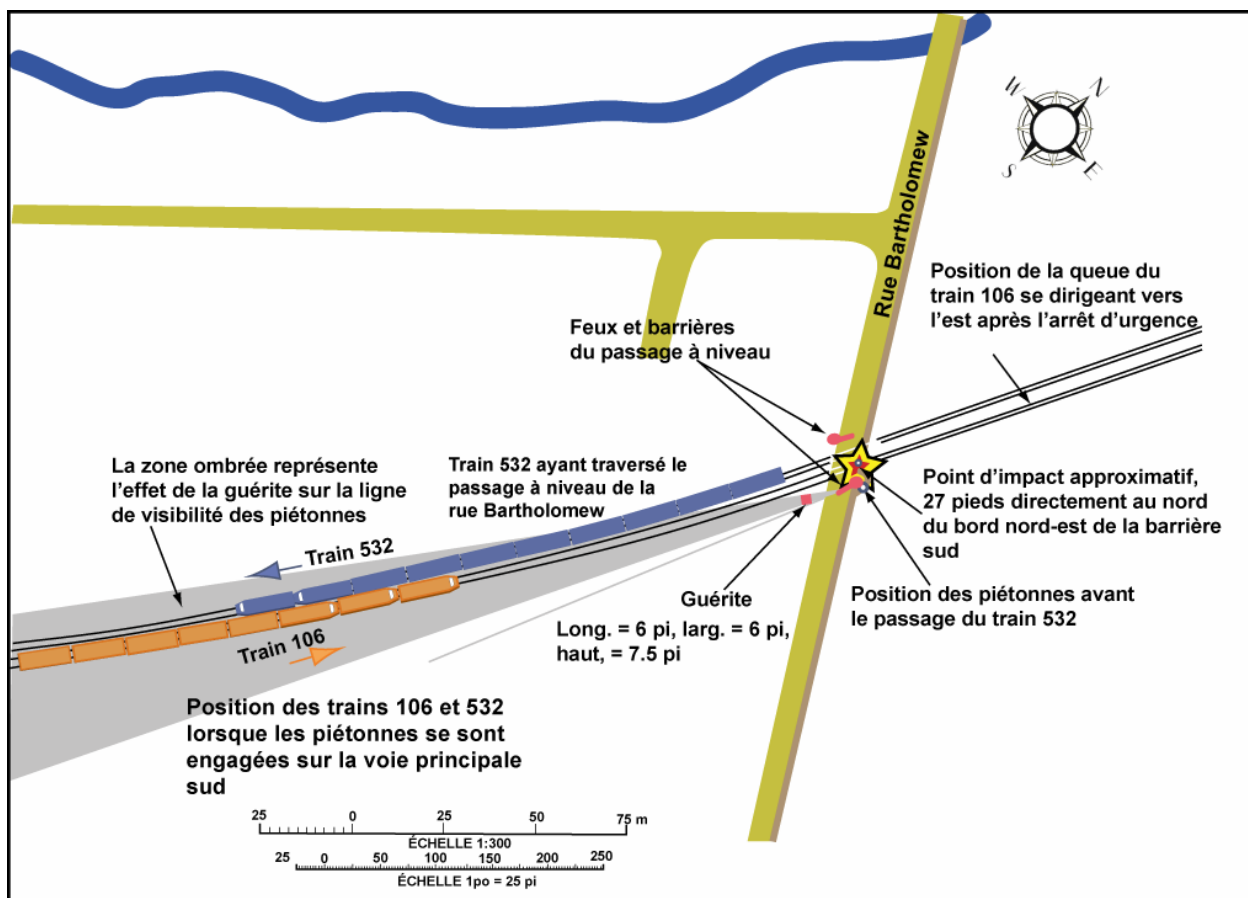 W
N
S
E
Rue Bartholomew
Position de la queue du
train 106 se dirigeant vers
l'est après l'arrêt d'urgence
Feux et barrières
du passage à niveau
La zone ombrée représente
l'effet de la guérite sur la ligne
de visibilité des piétonnes
Train 532 ayant traversé le
passage à niveau de la
rue Bartholomew
Point d'impact approximatif,
27 pieds directement au nord
du bord nord-est de la barrière
sud
Train 532
Train 106
Guérite
Long. = 6 pi, larg. = 6 pi,
haut, = 7.5 pi
Position des piétonnes avant
le passage du train 532
Position des trains 106 et 532
lorsque les piétonnes se sont
engagées sur la voie principale
sud
25 0 25 50 75 m
ÉCHELLE 1:300
25 0 50 100 150 200 250
ÉCHELLE 1po = 25 pi